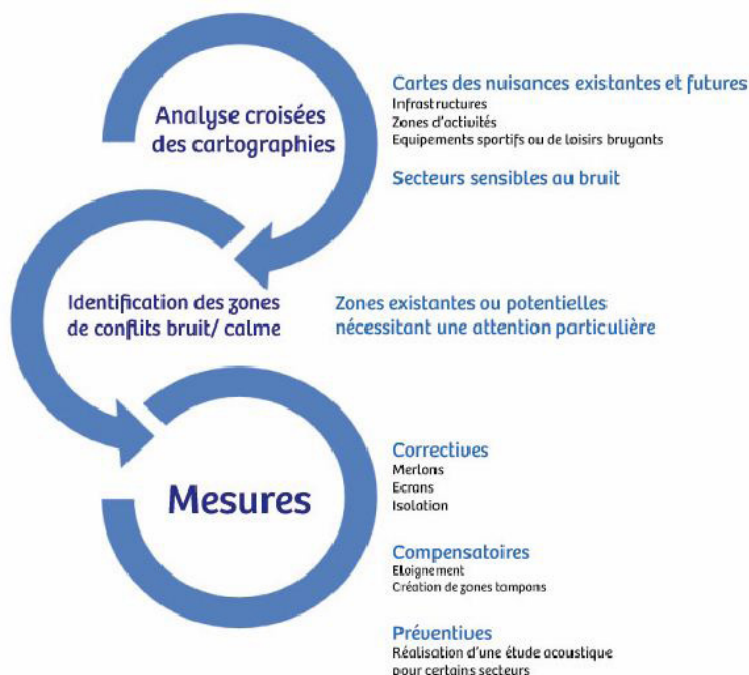 Analyse croisées
des cartographies
Cartes des nuisances existantes et futures
Infrastructures
Zones d'activités
Equipements sportifs ou de loisirs bruyants
Secteurs sensibles au bruit
Identification des zones
de conflits bruit/ calme
Zones existantes ou potentielles
nécessitant une attention particulière
Mesures
Correctives
Merlons
Ecrans
Isolation
Compensatoires
Eloignement
Création de zones tampons
Préventives
Réalisation d'une étude acoustique
pour certains secteurs